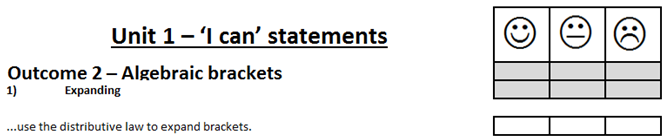 Unit 1 – ‘I can’ statements
Outcome 2 – Algebraic brackets
1) Expanding
...use the distributive law to expand brackets.